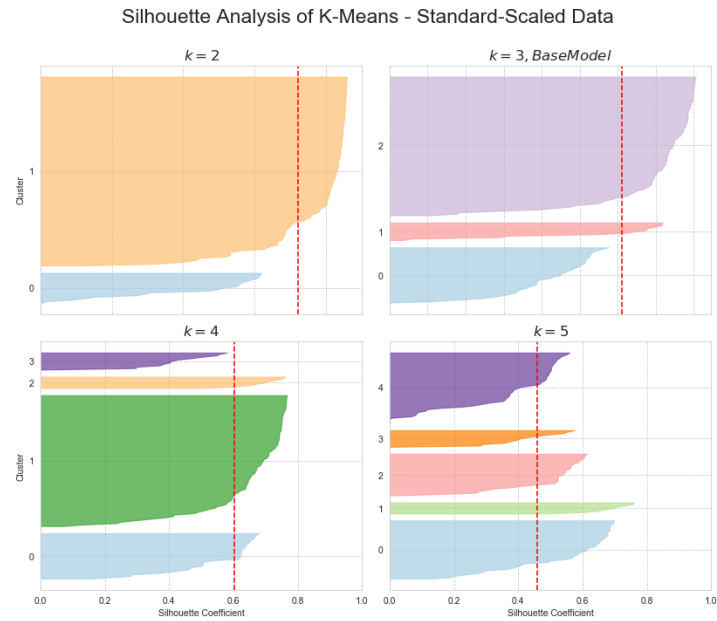 Silhouette Analysis of K-Means - Standard-Scaled Data
k = 2
k = 3, BaseModel
Cluster
1
0
2
1
0
k = 4
k = 5
Cluster
3
2
1
0
4
3
2
1
0
0.0 0.2 0.4 0.6 0.8 1.0
0.0 0.2 0.4 0.6 0.8 1.0
Silhouette Coefficient
Silhouette Coefficient